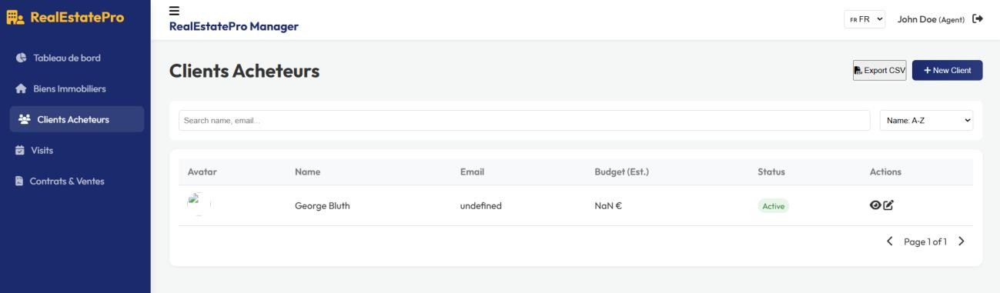 RealEstatePro
Tableau de bord
Biens Immobiliers
Clients Acheteurs
Visits
Contrats & Ventes
RealEstatePro Manager
FR FR
John Doe (Agent)
Clients Acheteurs
Export CSV
+ New Client
Search name, email...
Name: A-Z
Avatar Name Email Budget (Est.) Status Actions
George Bluth undefined NaN € Active
Page 1 of 1